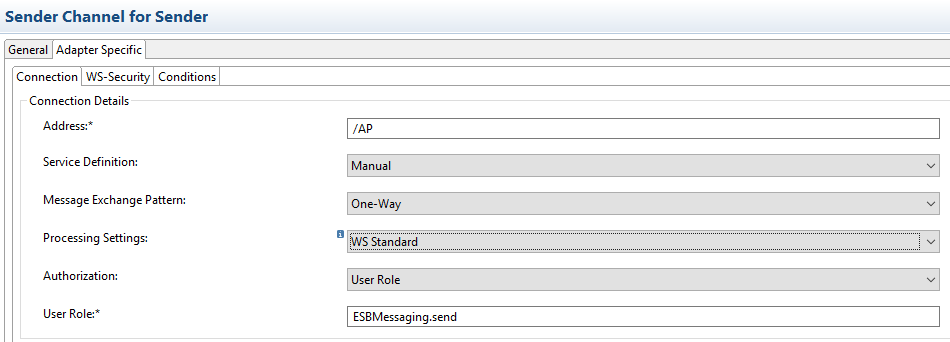 Sender Channel for Sender
General Adapter Specific
Connection WS-Security Conditions
Connection Details
Address:* /AP
Service Definition: Manual
Message Exchange Pattern: One-Way
Processing Settings: i WS Standard
Authorization: User Role
User Role:* ESBMessaging.send